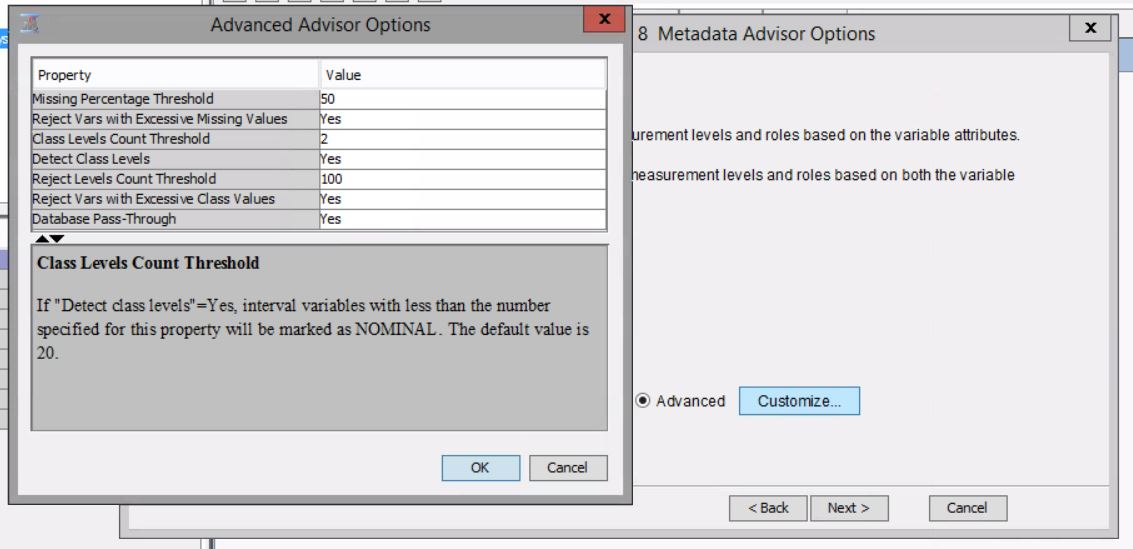 Advanced Advisor Options
x
Property Value
Missing Percentage Threshold 50
Reject Vars with Excessive Missing Values Yes
Class Levels Count Threshold 2
Detect Class Levels Yes
Reject Levels Count Threshold 100
Reject Vars with Excessive Class Values Yes
Database Pass-Through Yes
Class Levels Count Threshold
If "Detect class levels"=Yes, interval variables with less than the number
specified for this property will be marked as NOMINAL. The default value is
20.
OK Cancel
8 Metadata Advisor Options
x
urement levels and roles based on the variable attributes.
neasurement levels and roles based on both the variable
Advanced Customize...
< Back Next > Cancel